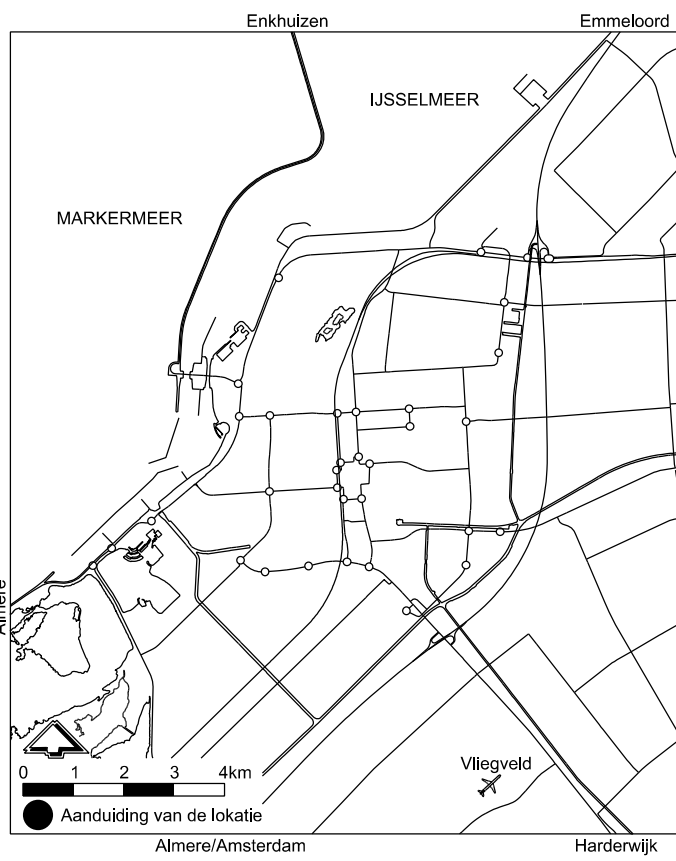 Enkhuizen
Emmeloord
IJSSELMEER
MARKERMEER
Almere
Vliegveld
0 1 2 3 4km
Aanduiding van de lokatie
Almere/Amsterdam
Harderwijk